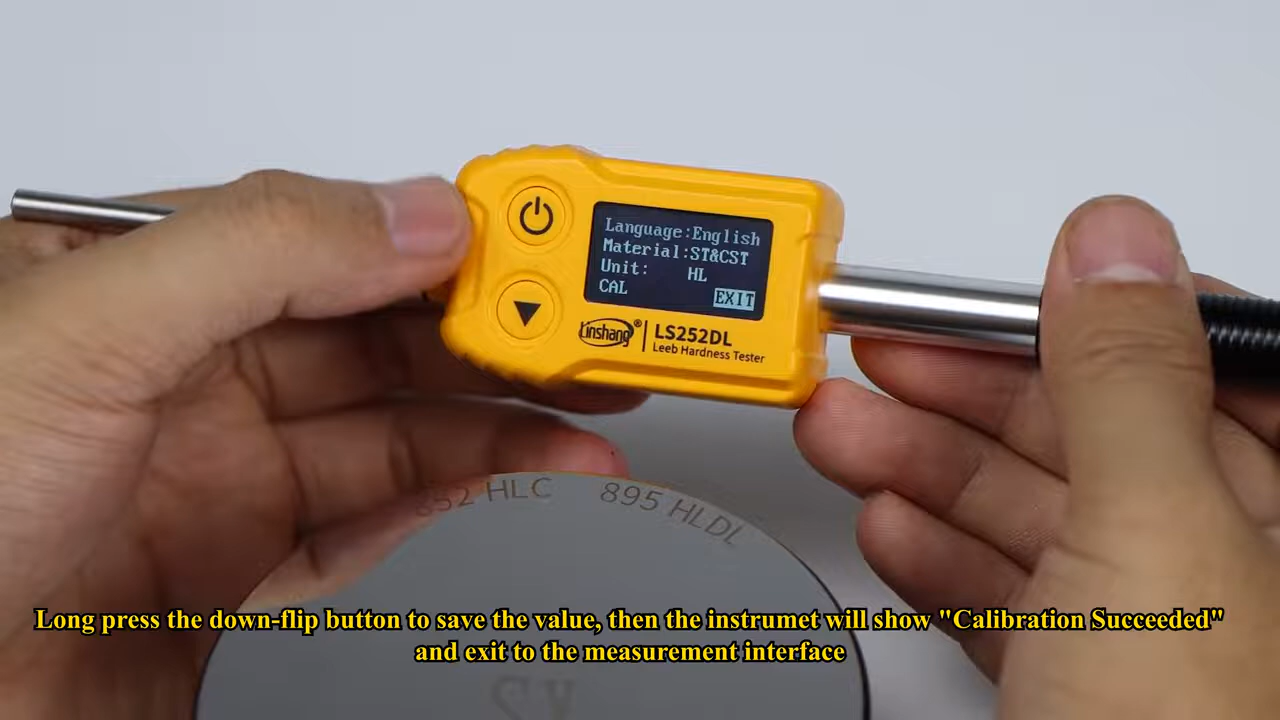 Language:English
Material:ST&CST
Unit: HL
CAL EXIT
Linshang® LS252DL
Leeb Hardness Tester
852 HLC 895 HLDL
Long press the down-flip button to save the value, then the instrumet will show "Calibration Succeeded"
and exit to the measurement interface